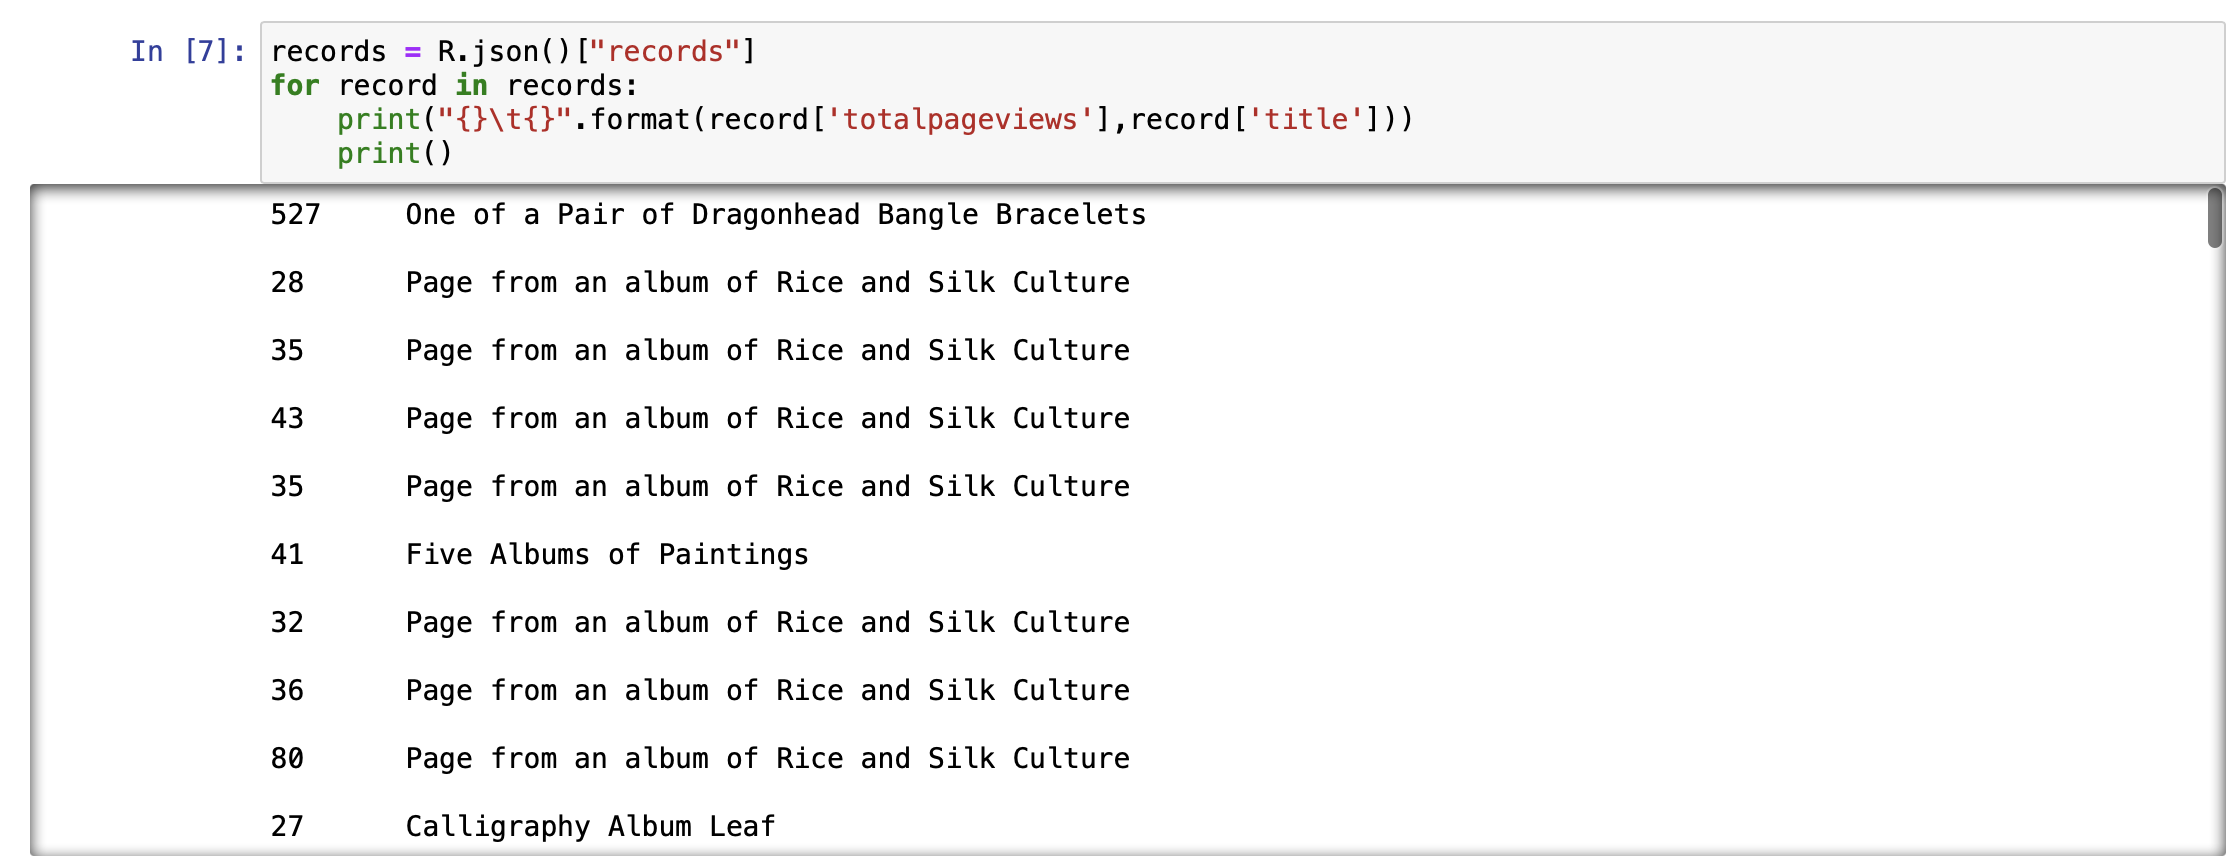 In [7]: records = R.json()["records"]
for record in records:
    print("{}\t{}".format(record['totalpageviews'],record['title']))
    print()
527	One of a Pair of Dragonhead Bangle Bracelets
28	Page from an album of Rice and Silk Culture
35	Page from an album of Rice and Silk Culture
43	Page from an album of Rice and Silk Culture
35	Page from an album of Rice and Silk Culture
41	Five Albums of Paintings
32	Page from an album of Rice and Silk Culture
36	Page from an album of Rice and Silk Culture
80	Page from an album of Rice and Silk Culture
27	Calligraphy Album Leaf